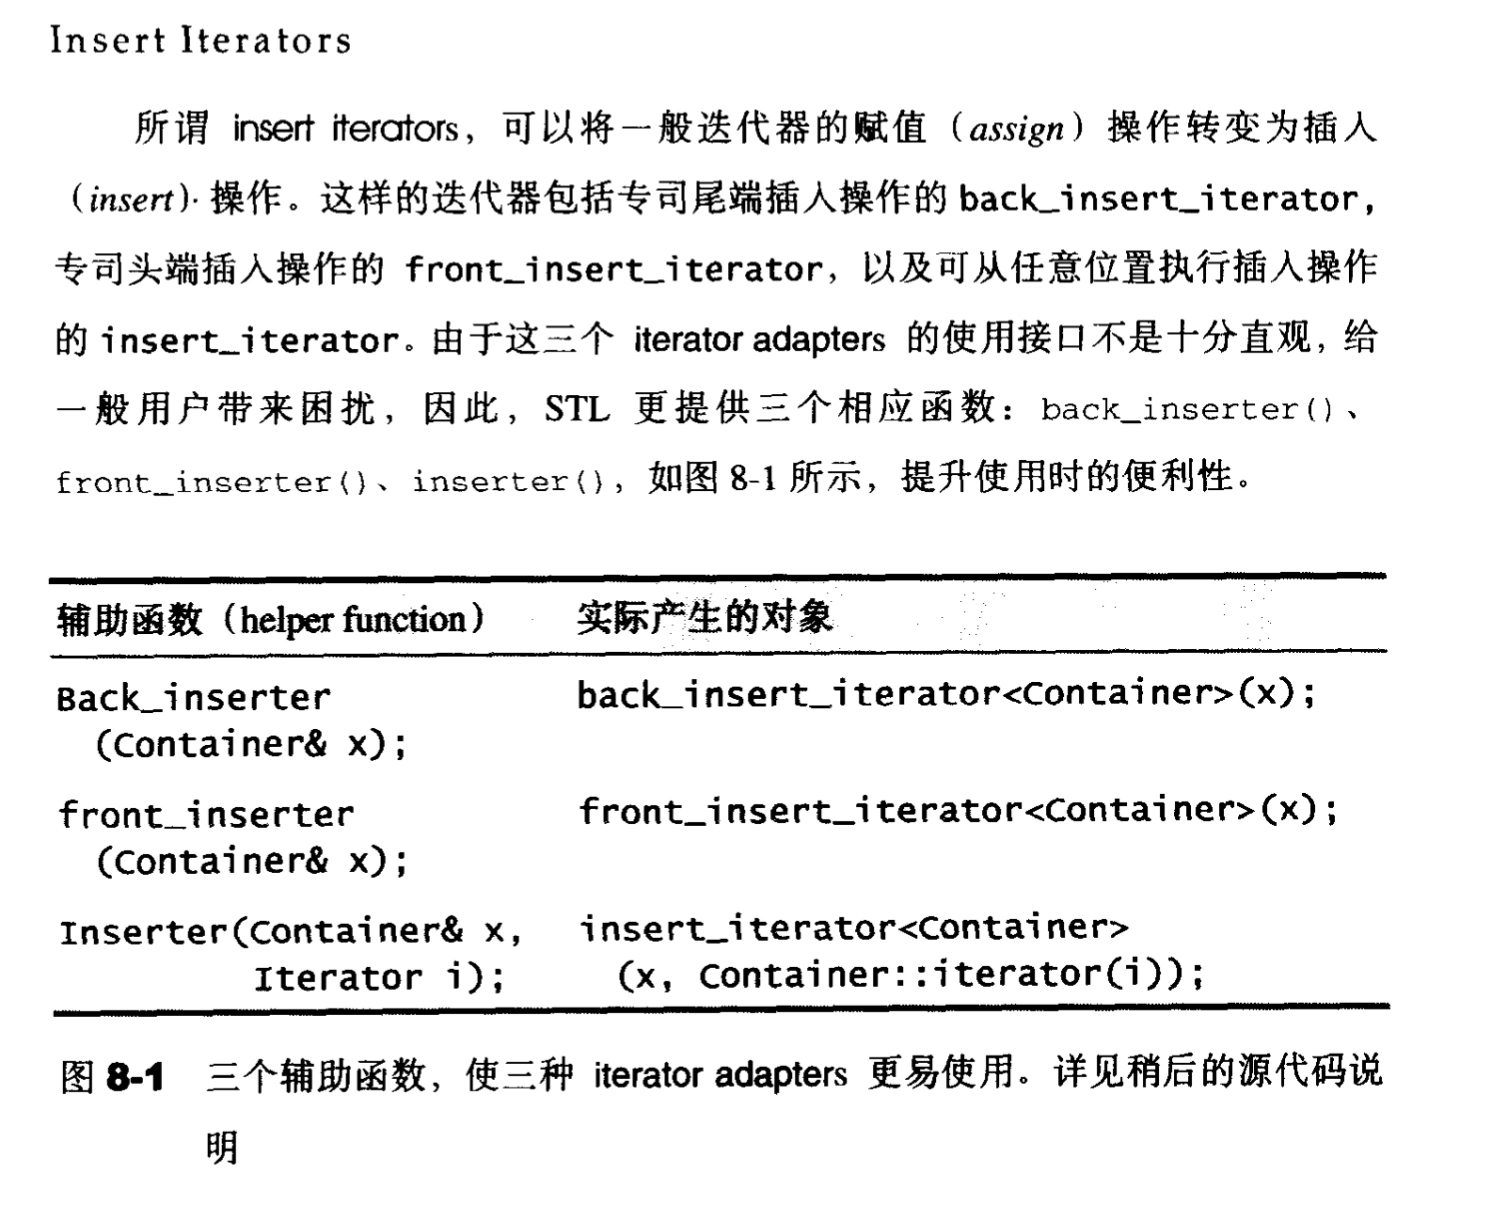 Insert Iterators
所谓 insert iterators，可以将一般迭代器的赋值（assign）操作转变为插入
（insert）操作。这样的迭代器包括专司尾端插入操作的 back_insert_iterator，
专司头端插入操作的 front_insert_iterator，以及可从任意位置执行插入操作
的 insert_iterator。由于这三个 iterator adapters 的使用接口不是十分直观，给
一般用户带来困扰，因此，STL 更提供三个相应函数：back_inserter()、
front_inserter()、inserter()，如图 8-1 所示，提升使用时的便利性。
辅助函数（helper function） 实际产生的对象
Back_inserter back_insert_iterator<Container>(x);
(Container& x);
front_inserter front_insert_iterator<Container>(x);
(Container& x);
Inserter(Container& x, insert_iterator<Container>
Iterator i); (x, Container::iterator(i));
图 8-1 三个辅助函数，使三种 iterator adapters 更易使用。详见稍后的源代码说
明